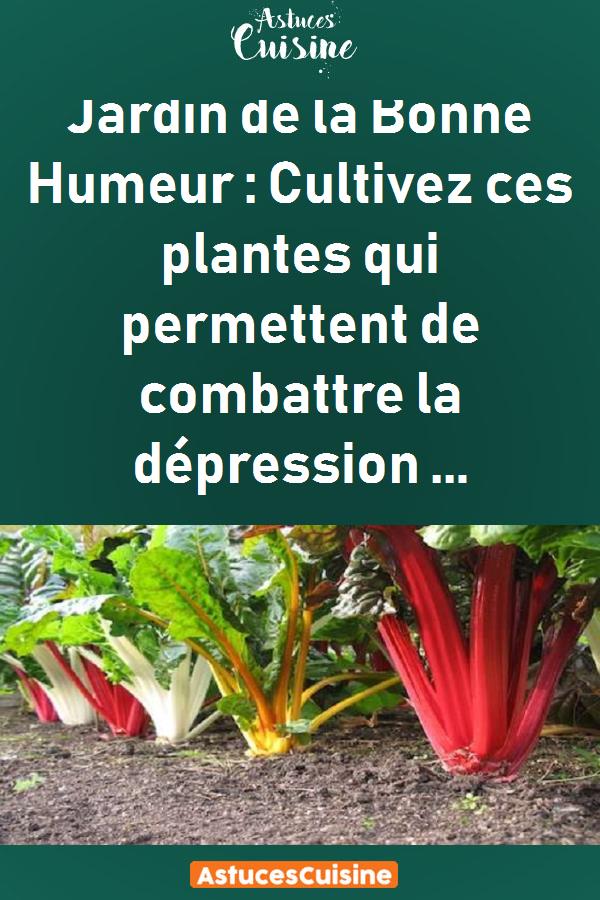 Astuces
Cuisine
Jardin de la Bonne
Humeur : Cultivez ces
plantes qui
permettent de
combattre la
dépression ...
AstucesCuisine